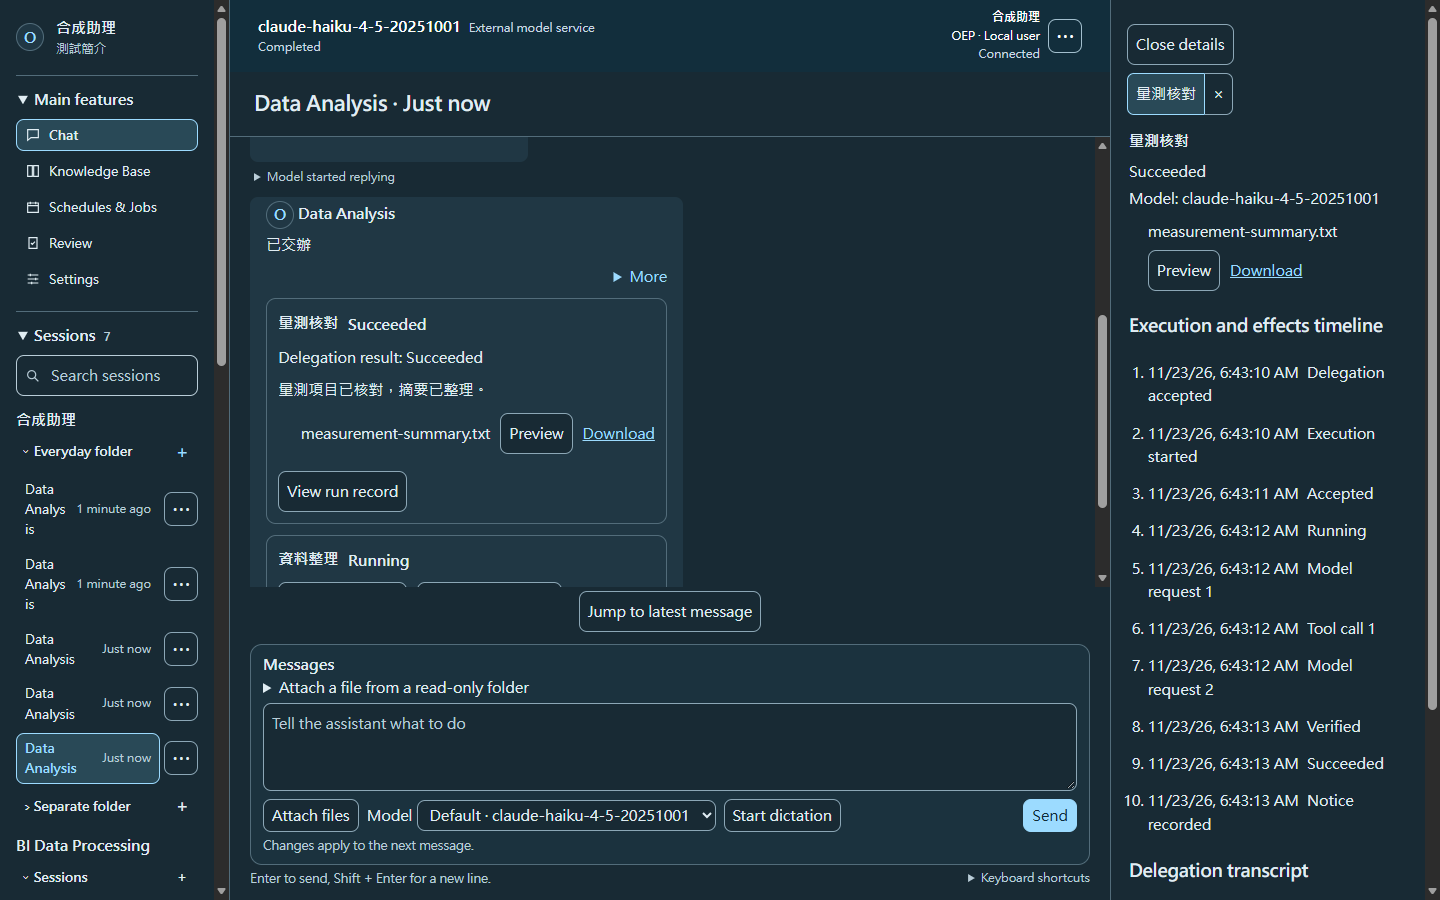 O
合成助理
測試簡介
Main features
Chat
Knowledge Base
Schedules & Jobs
Review
Settings
Sessions 7
Search sessions
合成助理
Everyday folder +
Data Analysis 1 minute ago ...
Data Analysis 1 minute ago ...
Data Analysis Just now ...
Data Analysis Just now ...
Data Analysis Just now ...
Separate folder +
BI Data Processing
Sessions +
claude-haiku-4-5-20251001 External model service
Completed
合成助理
OEP · Local user
Connected
...
Data Analysis · Just now
Model started replying
O Data Analysis
已交辦
More
量測核對 Succeeded
Delegation result: Succeeded
量測項目已核對，摘要已整理。
measurement-summary.txt Preview Download
View run record
資料整理 Running
Jump to latest message
Messages
Attach a file from a read-only folder
Tell the assistant what to do
Attach files Model Default · claude-haiku-4-5-20251001 Start dictation Send
Changes apply to the next message.
Enter to send, Shift + Enter for a new line.
Keyboard shortcuts
Close details
量測核對 ×
量測核對
Succeeded
Model: claude-haiku-4-5-20251001
measurement-summary.txt
Preview Download
Execution and effects timeline
1. 11/23/26, 6:43:10 AM Delegation
accepted
2. 11/23/26, 6:43:10 AM Execution
started
3. 11/23/26, 6:43:11 AM Accepted
4. 11/23/26, 6:43:12 AM Running
5. 11/23/26, 6:43:12 AM Model
request 1
6. 11/23/26, 6:43:12 AM Tool call 1
7. 11/23/26, 6:43:12 AM Model
request 2
8. 11/23/26, 6:43:13 AM Verified
9. 11/23/26, 6:43:13 AM Succeeded
10. 11/23/26, 6:43:13 AM Notice
recorded
Delegation transcript